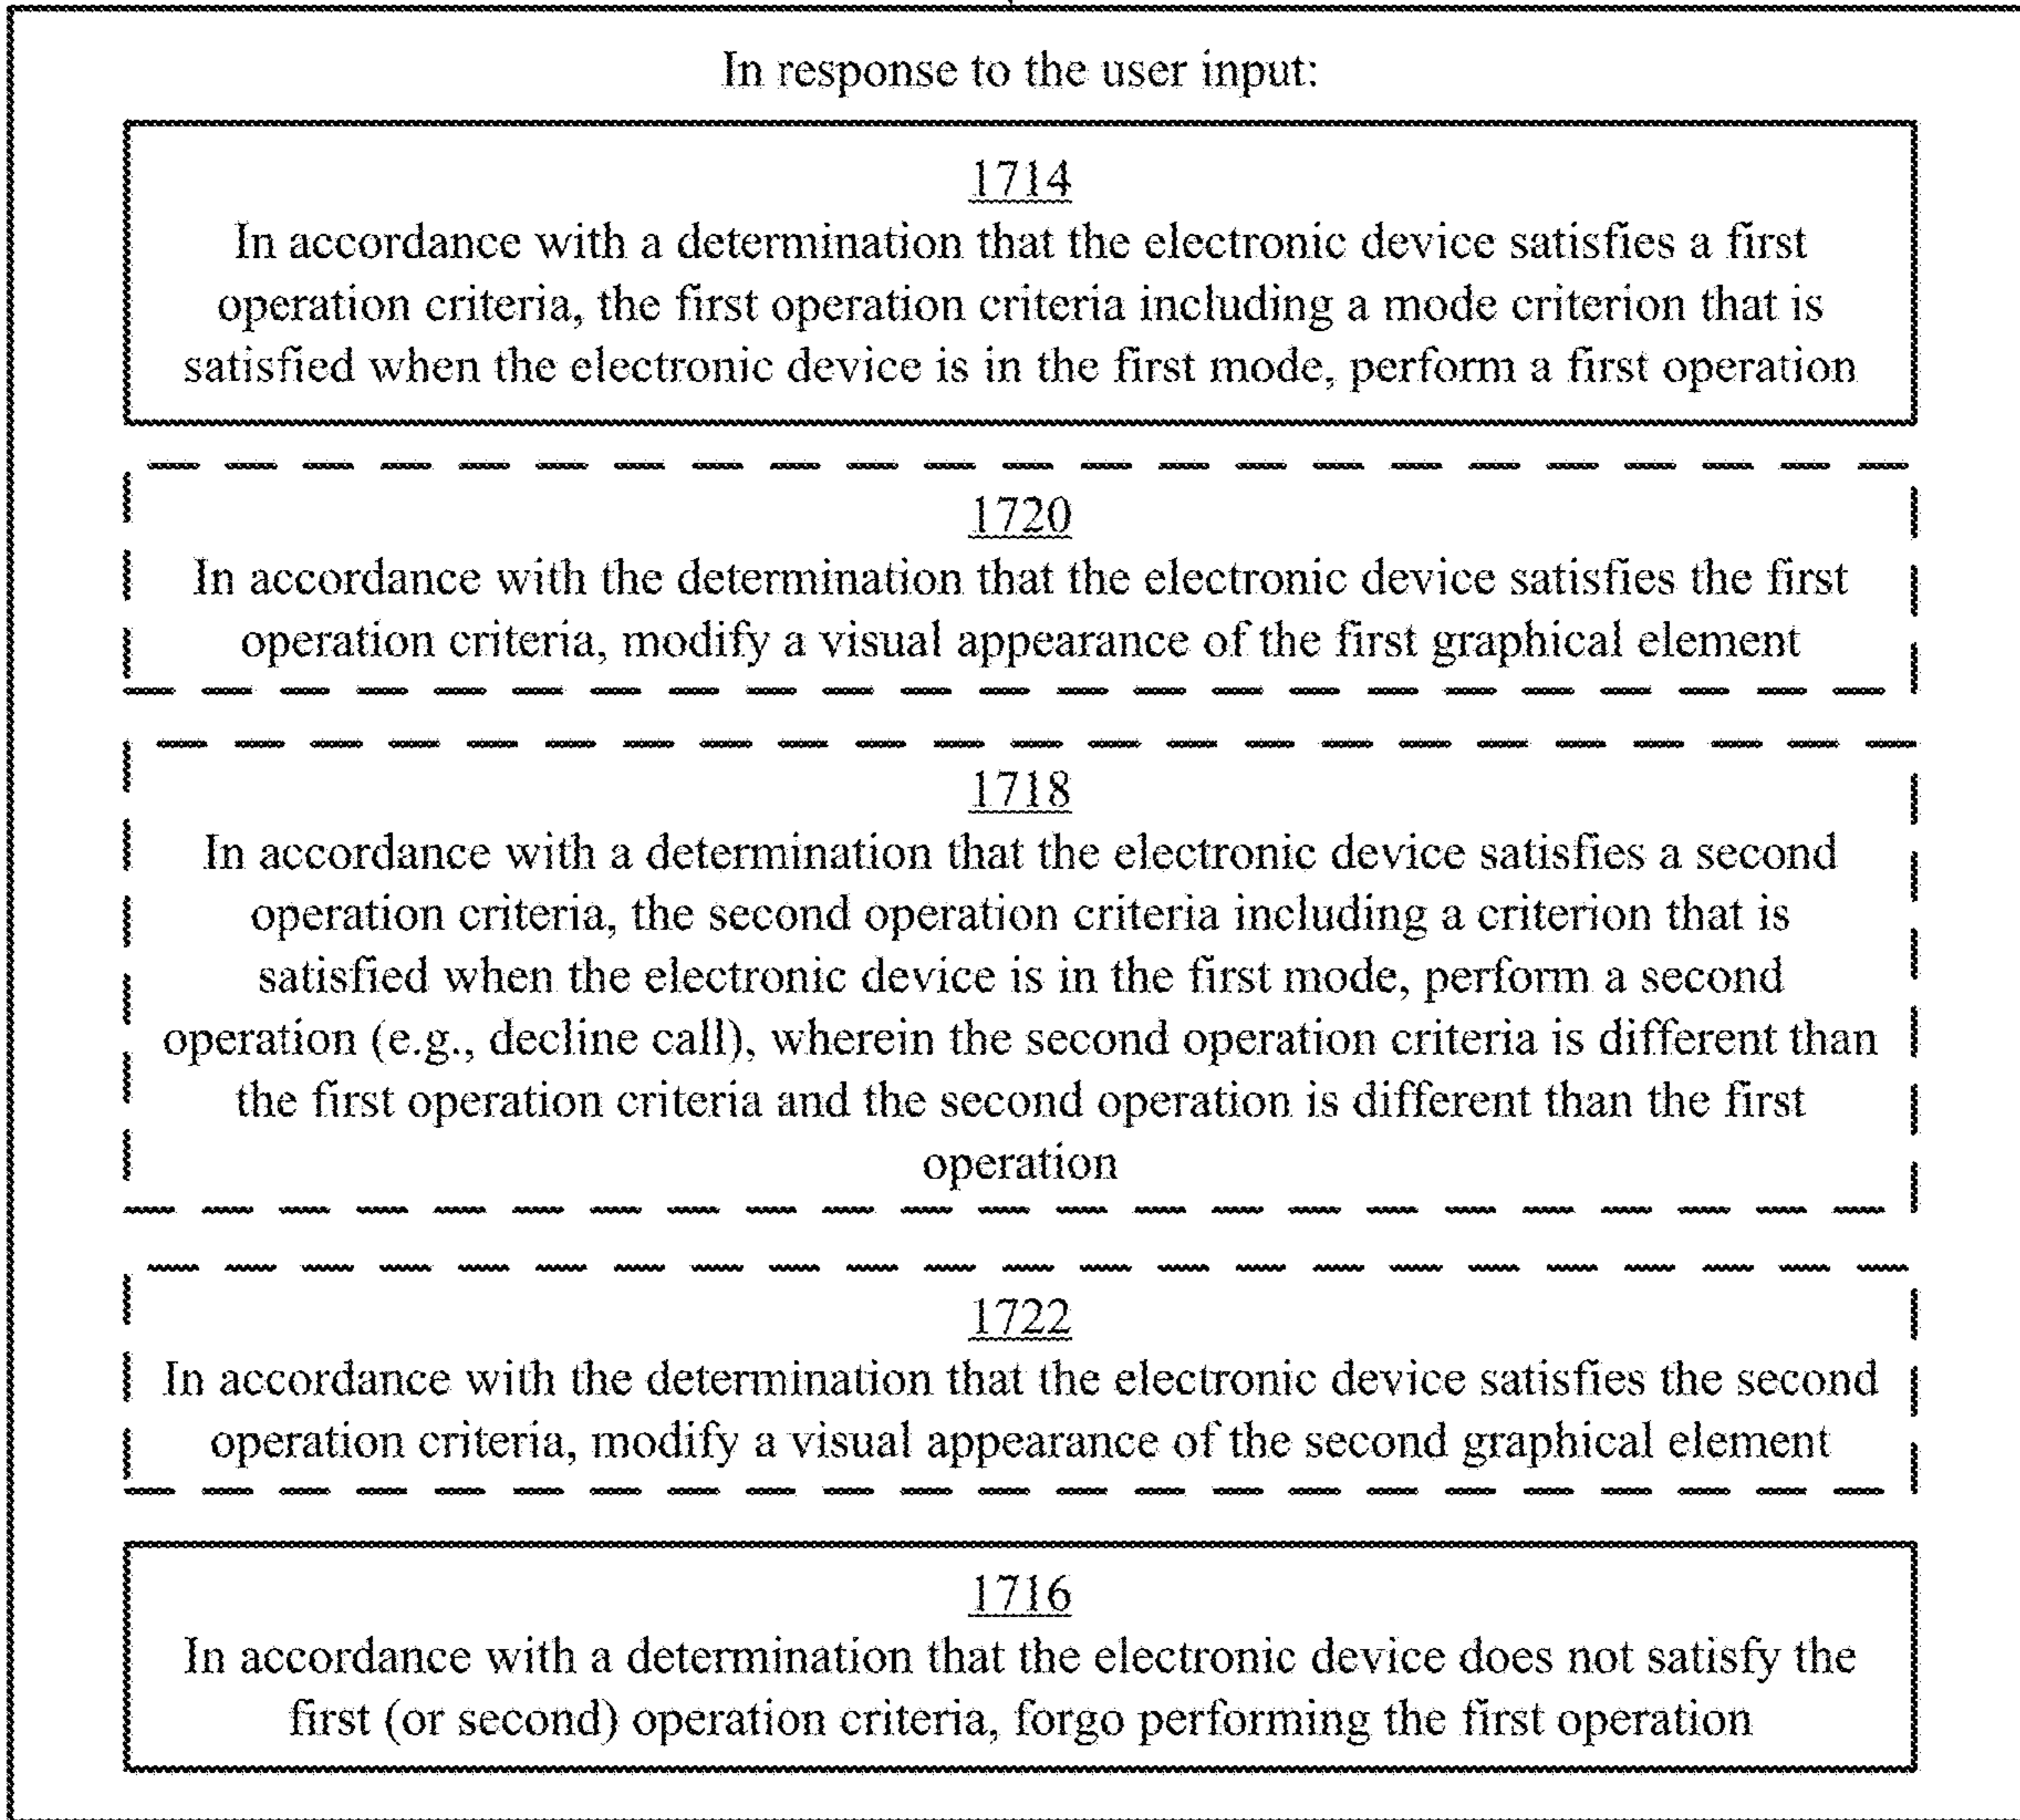 In response to the user input:
1714
In accordance with a determination that the electronic device satisfies a first
operation criteria, the first operation criteria including a mode criterion that is
satisfied when the electronic device is in the first mode, perform a first operation
1720
In accordance with the determination that the electronic device satisfies the first
operation criteria, modify a visual appearance of the first graphical element
1718
In accordance with a determination that the electronic device satisfies a second
operation criteria, the second operation criteria including a criterion that is
satisfied when the electronic device is in the first mode, perform a second
operation (e.g., decline call), wherein the second operation criteria is different than
the first operation criteria and the second operation is different than the first
operation
1722
In accordance with the determination that the electronic device satisfies the second
operation criteria, modify a visual appearance of the second graphical element
1716
In accordance with a determination that the electronic device does not satisfy the
first (or second) operation criteria, forgo performing the first operation